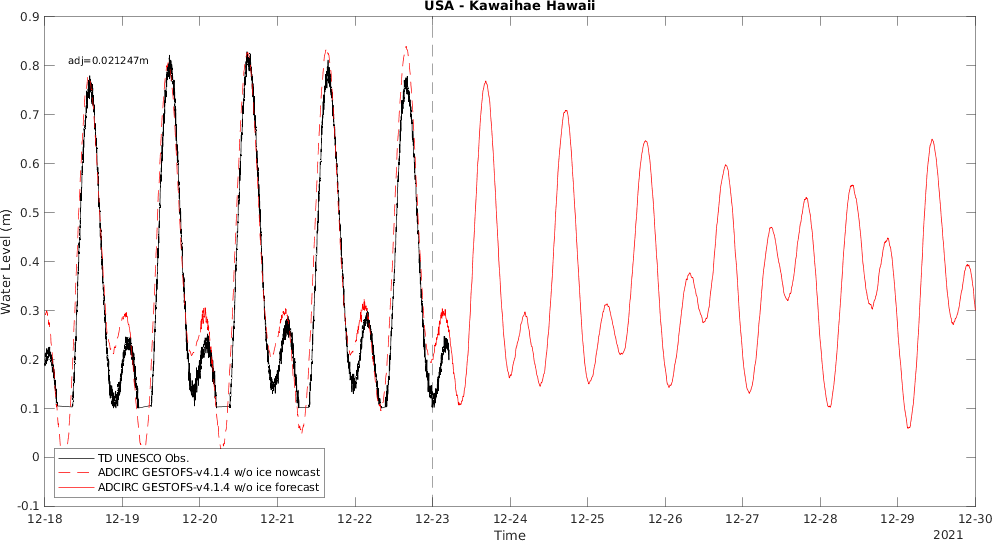 USA - Kawaihae Hawaii
adj=0.021247m
Water Level (m)
0.9
0.8
0.7
0.6
0.5
0.4
0.3
0.2
0.1
0
-0.1
TD UNESCO Obs.
ADCIRC GESTOFS-v4.1.4 w/o ice nowcast
ADCIRC GESTOFS-v4.1.4 w/o ice forecast
12-18 12-19 12-20 12-21 12-22 12-23 12-24 12-25 12-26 12-27 12-28 12-29 12-30
Time
2021